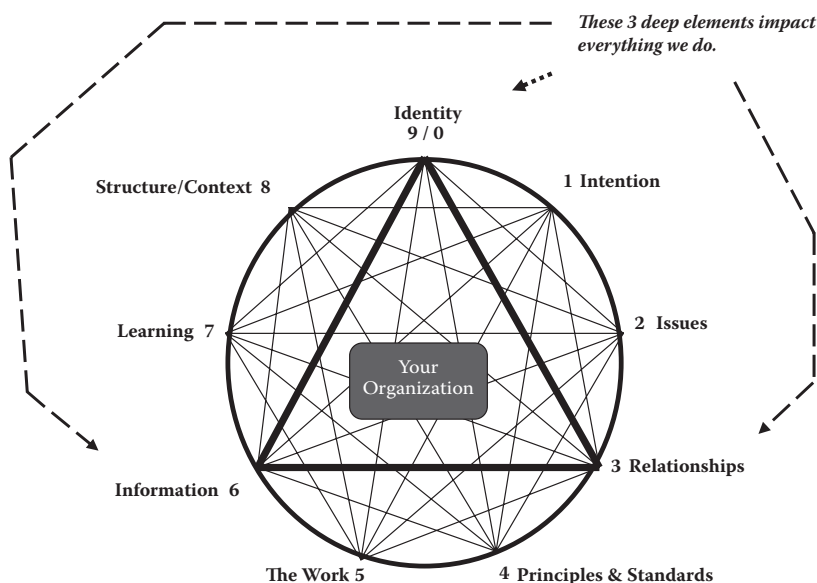 These 3 deep elements impact
everything we do.
Identity
9 / 0
Structure/Context 8
1 Intention
Learning 7
2 Issues
Your
Organization
Information 6
3 Relationships
The Work 5
4 Principles & Standards